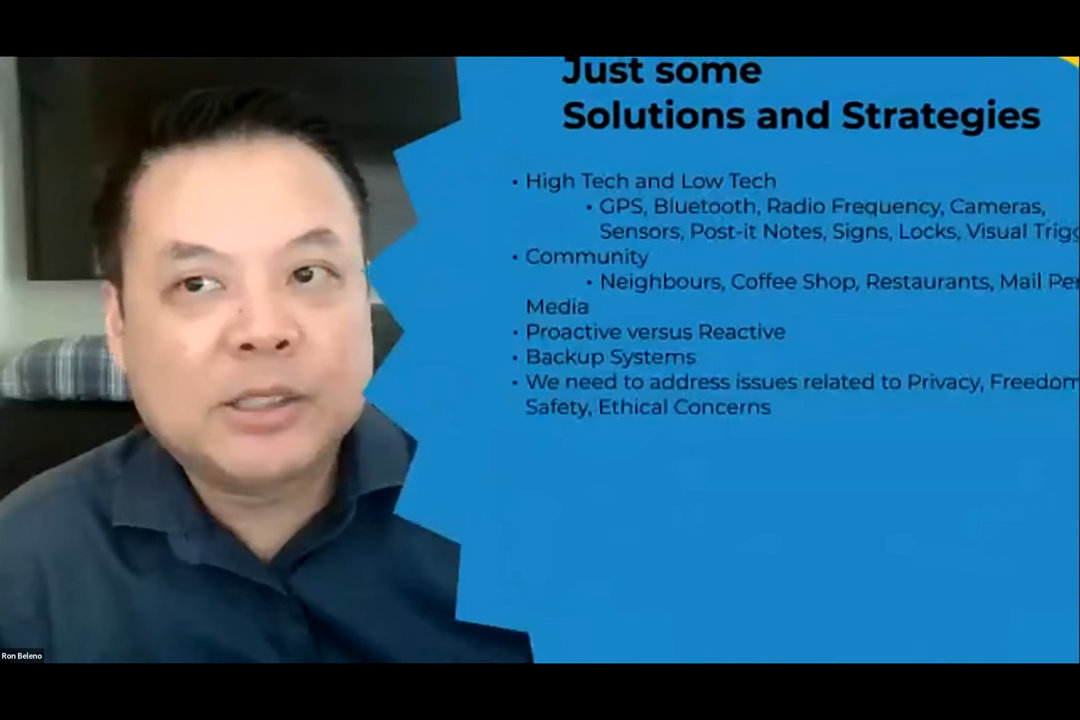 Just some
Solutions and Strategies
• High Tech and Low Tech
• GPS, Bluetooth, Radio Frequency, Cameras,
Sensors, Post-it Notes, Signs, Locks, Visual
• Community
• Neighbours, Coffee Shop, Restaurants, Mail
Media
• Proactive versus Reactive
• Backup Systems
• We need to address issues related to Privacy, Freedom
Safety, Ethical Concerns
Ron Beleno